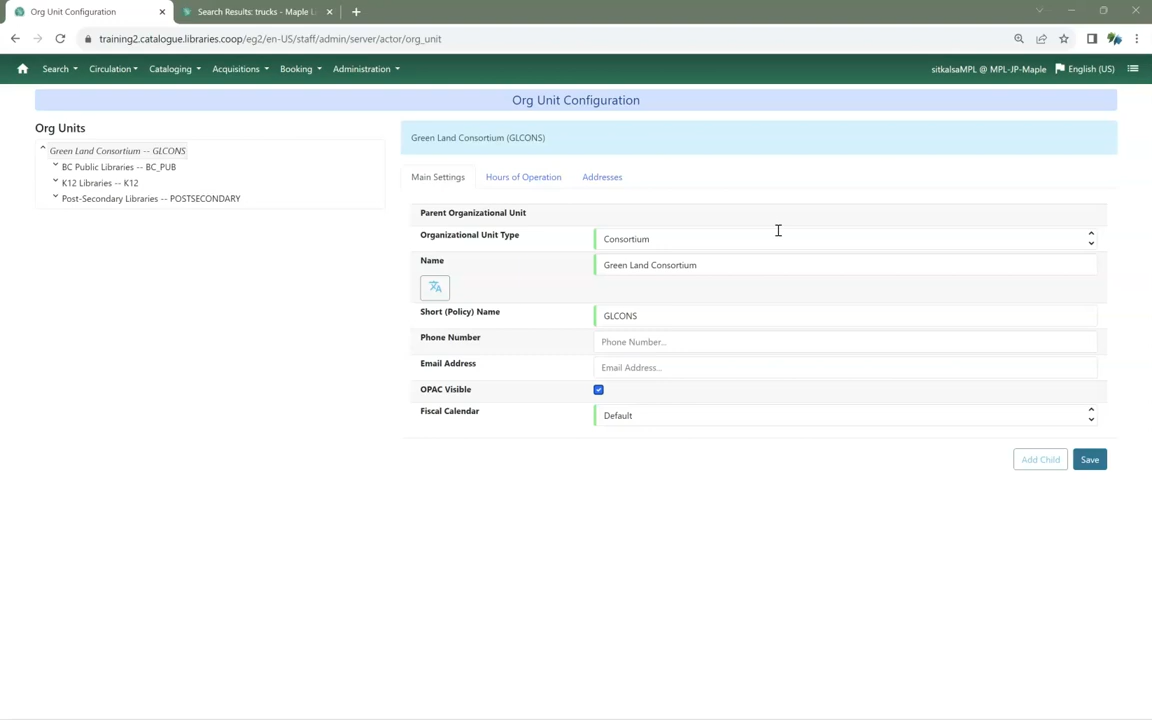 Org Unit Configuration
Search Results: trucks - Maple L
training2.catalogue.libraries.coop/eg2/en-US/staff/admin/server/actor/org_unit
Search Circulation Cataloging Acquisitions Booking Administration
sitkalsaMPL @ MPL-JP-Maple English (US)
Org Unit Configuration
Org Units
Green Land Consortium -- GLCONS
BC Public Libraries -- BC_PUB
K12 Libraries -- K12
Post-Secondary Libraries -- POSTSECONDARY
Green Land Consortium (GLCONS)
Main Settings Hours of Operation Addresses
Parent Organizational Unit
Organizational Unit Type Consortium
Name Green Land Consortium
Short (Policy) Name GLCONS
Phone Number Phone Number...
Email Address Email Address...
OPAC Visible
Fiscal Calendar Default
Add Child Save